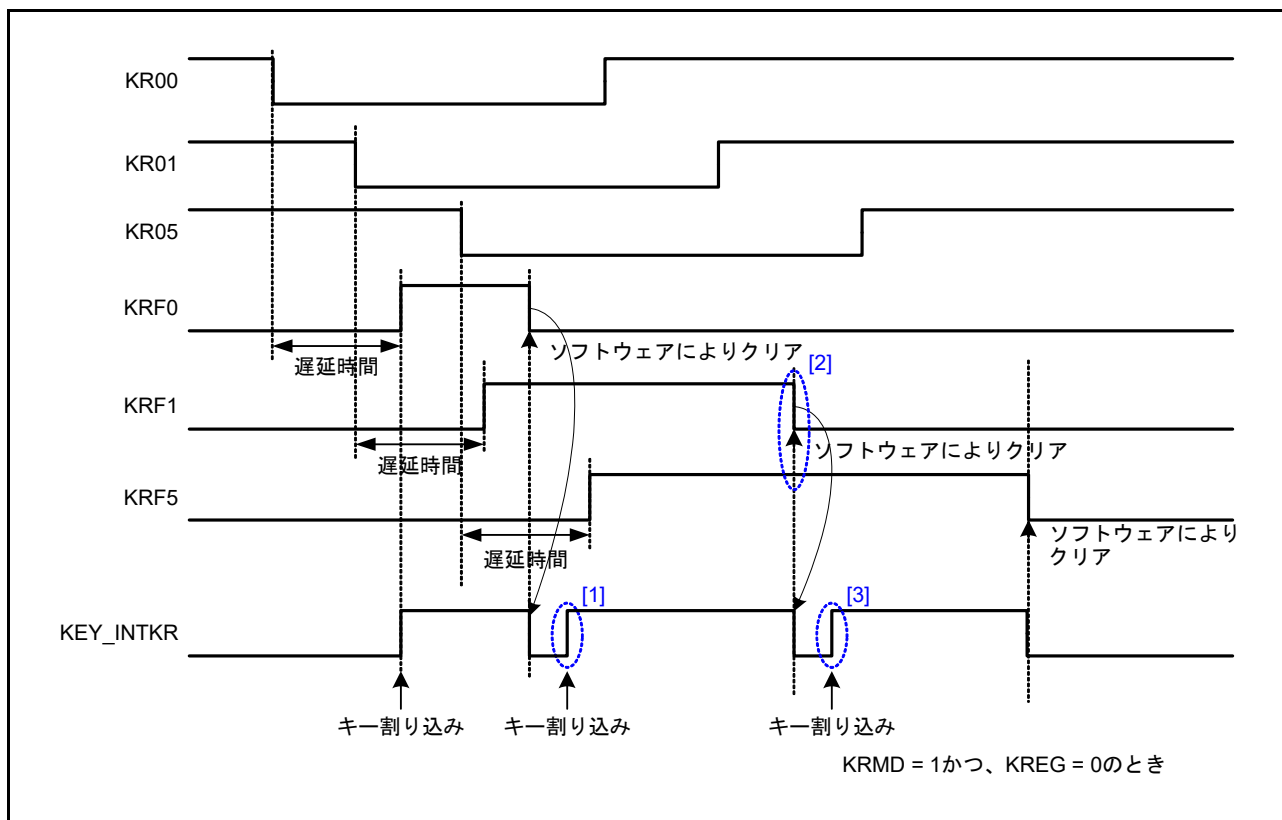 KR00
KR01
KR05
KRF0
遅延時間
ソフトウェアによりクリア
[2]
KRF1
遅延時間
ソフトウェアによりクリア
KRF5
遅延時間
ソフトウェアにより
クリア
[1]
[3]
KEY_INTKR
キー割り込み
キー割り込み
キー割り込み
KRMD = 1かつ、KREG = 0のとき